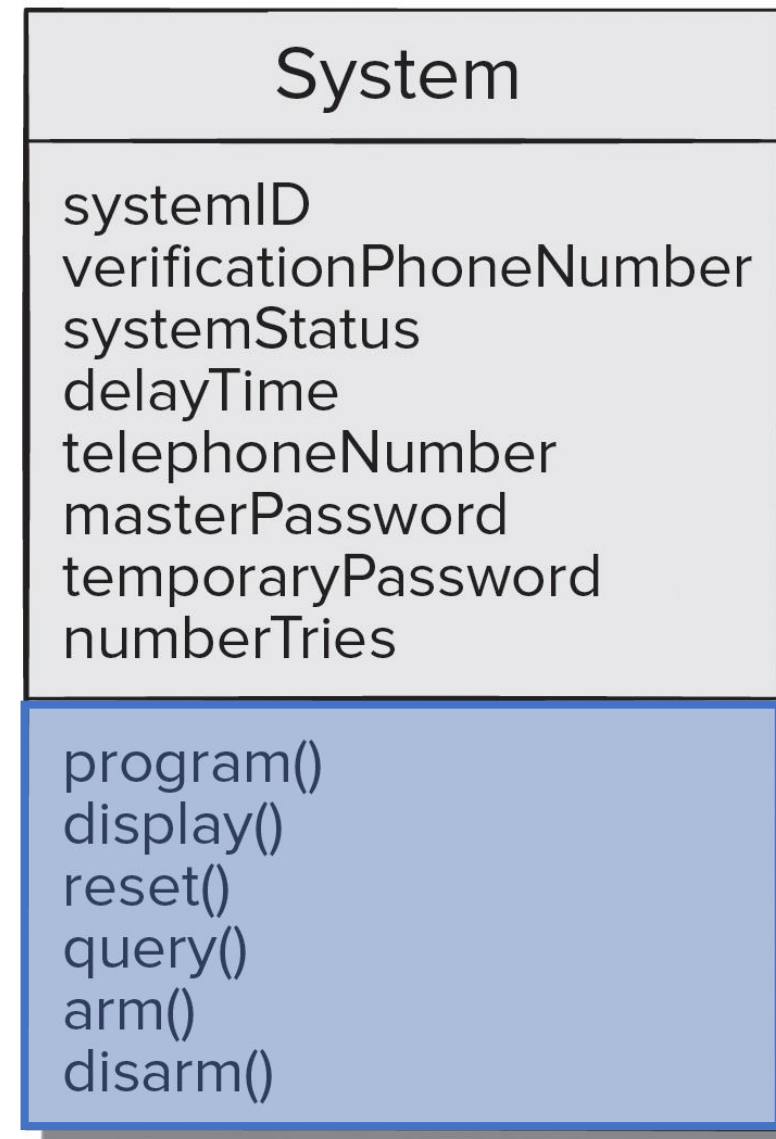 System
systemID
verificationPhoneNumber
systemStatus
delayTime
telephoneNumber
masterPassword
temporaryPassword
numberTries
program()
display()
reset()
query()
arm()
disarm()